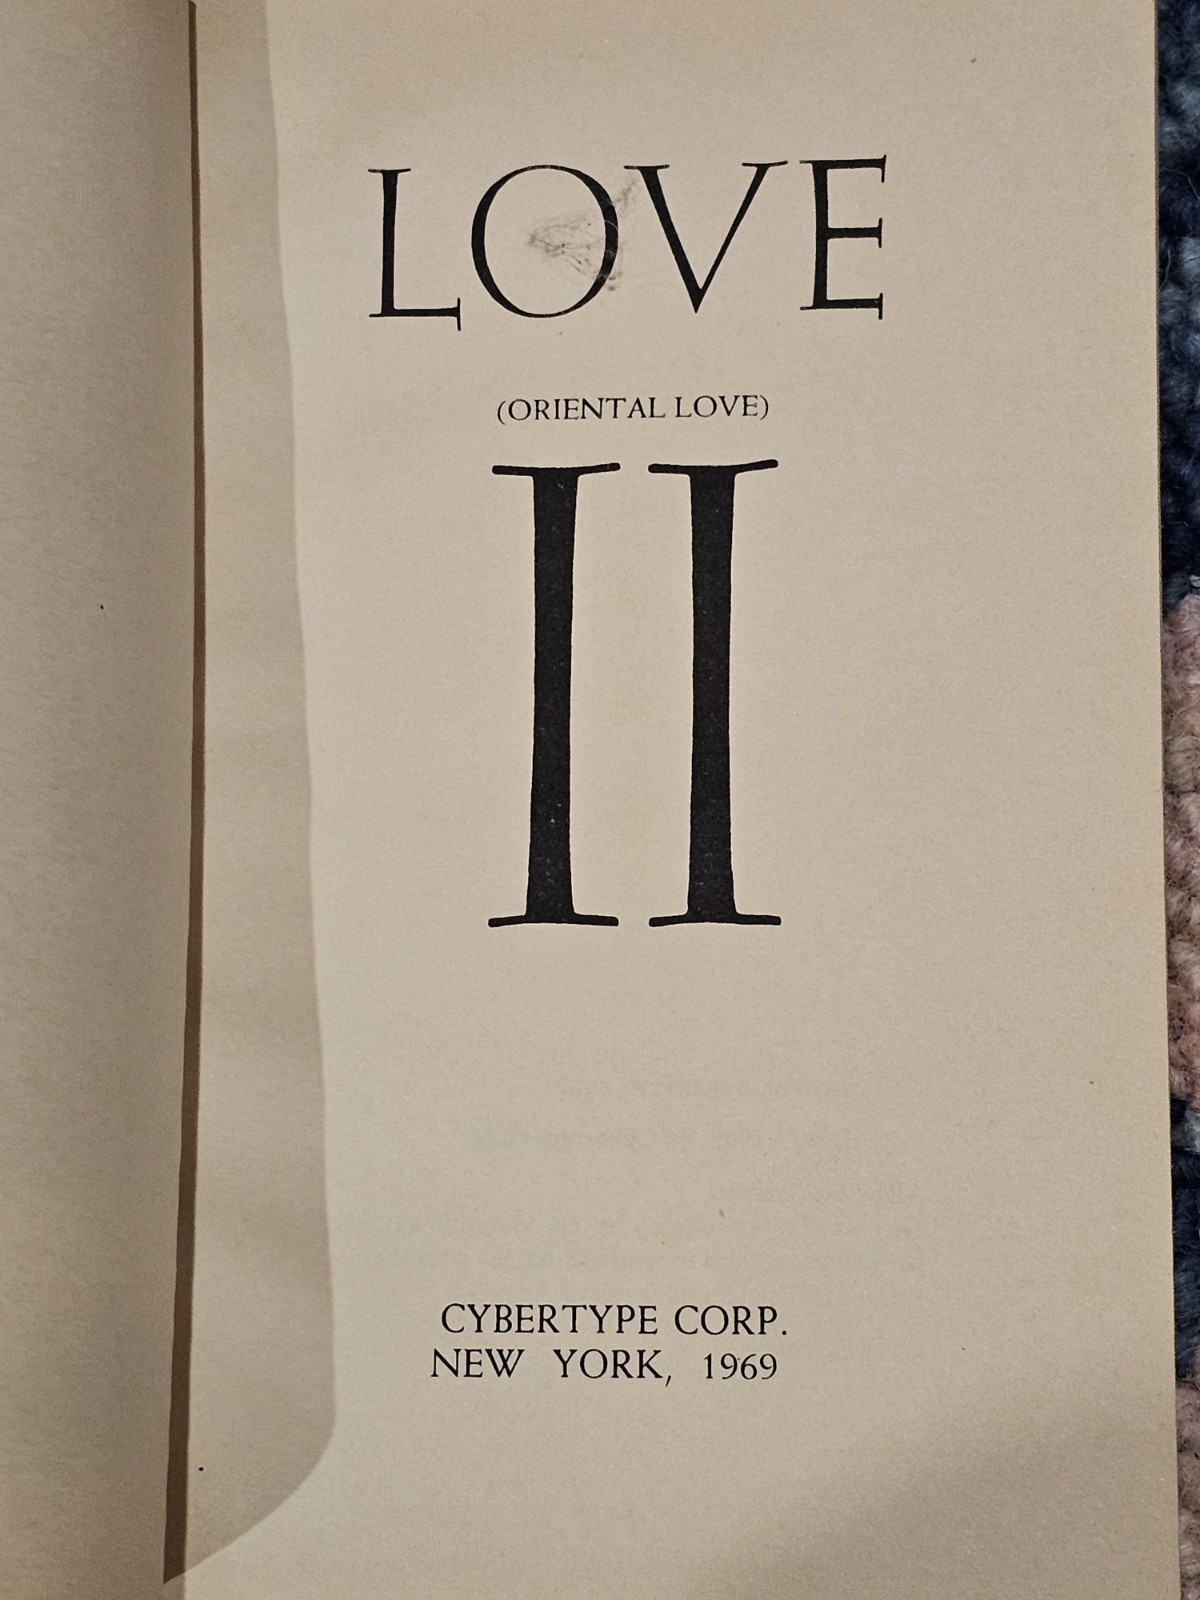 LOVE
(ORIENTAL LOVE)
II
CYBERTYPE CORP.
NEW YORK, 1969